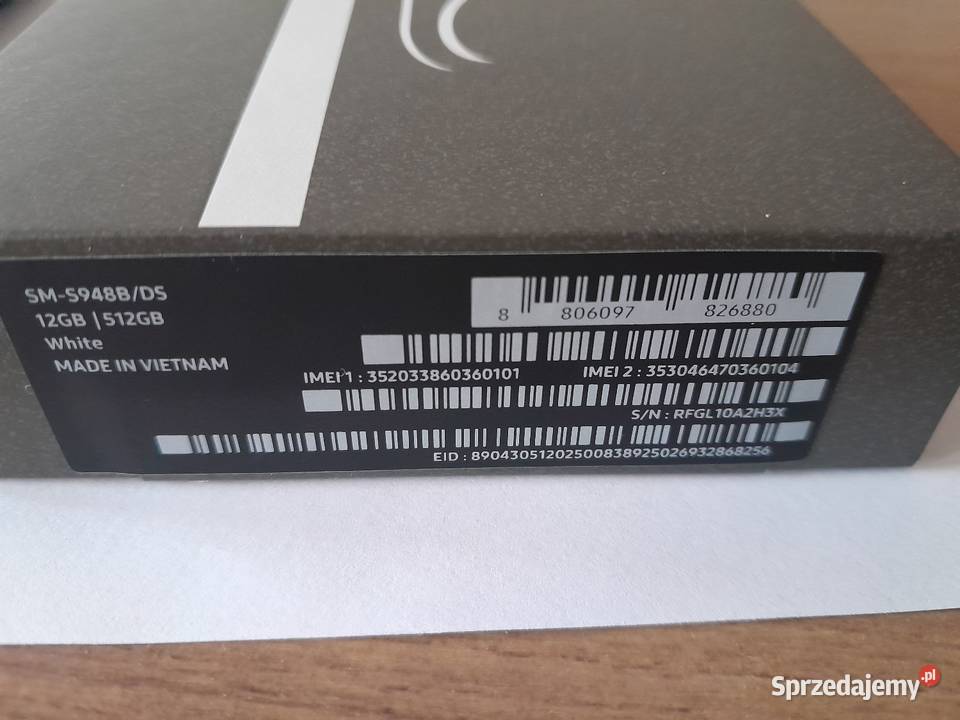 SM-S948B/DS
12GB | 512GB
White
MADE IN VIETNAM
8 806097 826880
IMEI 1 : 352033860360101
IMEI 2 : 353046470360104
S/N : RFGL10A2H3X
EID : 89043051202500838925026932868256
Sprzedajemy.pl